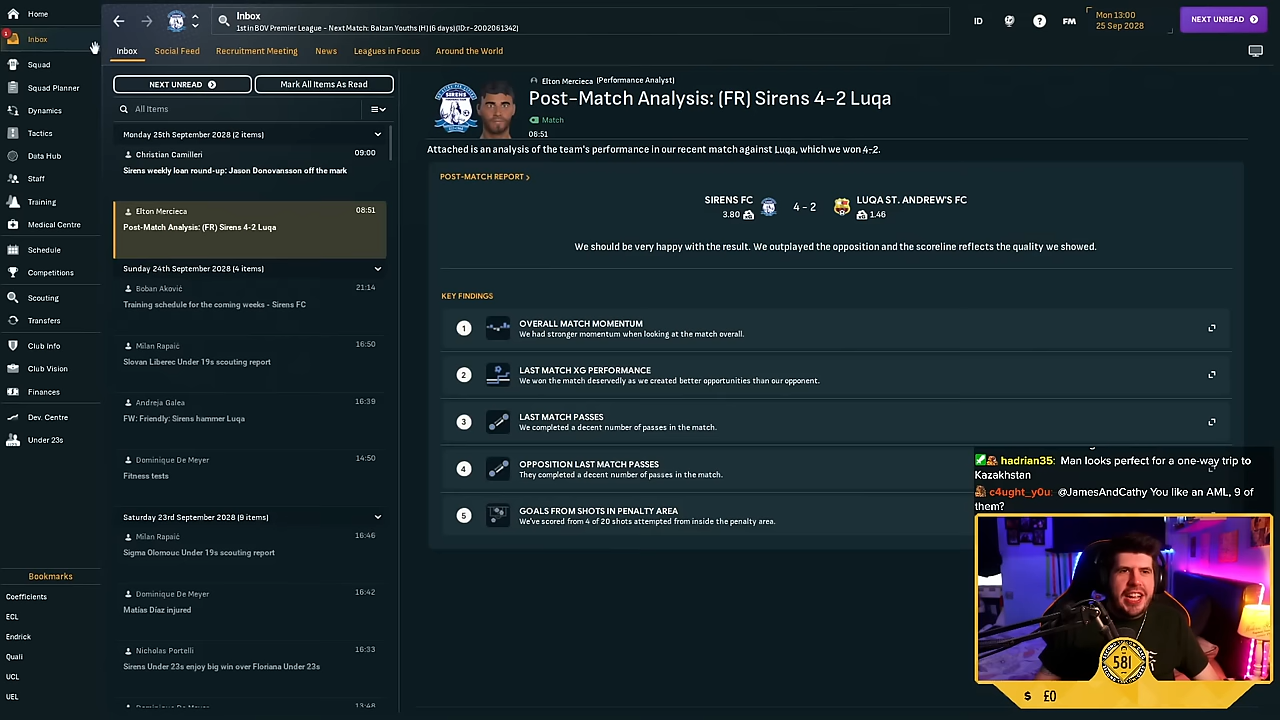 Home
1
Inbox
Squad
Squad Planner
Dynamics
Tactics
Data Hub
Staff
Training
Medical Centre
Schedule
Competitions
Scouting
Transfers
Club Info
Club Vision
Finances
Dev. Centre
Under 23s
Bookmarks
Coefficients
ECL
Endrick
Quali
UCL
UEL
Inbox
1st in BOV Premier League - Next Match: Balzan Youths (H) (6 days)(ID:r-2002061342)
ID
?
FM
Mon 13:00
25 Sep 2028
NEXT UNREAD
Inbox
Social Feed
Recruitment Meeting
News
Leagues in Focus
Around the World
NEXT UNREAD
Mark All Items As Read
All Items
Monday 25th September 2028 (2 items)
Christian Camilleri
09:00
Sirens weekly loan round-up: Jason Donovansson off the mark
Elton Mercieca
08:51
Post-Match Analysis: (FR) Sirens 4-2 Luqa
Sunday 24th September 2028 (4 items)
Boban Aković
21:14
Training schedule for the coming weeks - Sirens FC
Milan Rapaić
16:50
Slovan Liberec Under 19s scouting report
Andreja Galea
16:39
FW: Friendly: Sirens hammer Luqa
Dominique De Meyer
14:50
Fitness tests
Saturday 23rd September 2028 (9 items)
Milan Rapaić
16:46
Sigma Olomouc Under 19s scouting report
Dominique De Meyer
16:42
Matías Díaz injured
Nicholas Portelli
16:33
Sirens Under 23s enjoy big win over Floriana Under 23s
Dominique De Meyer
13:48
SIRENS
Elton Mercieca (Performance Analyst)
Post-Match Analysis: (FR) Sirens 4-2 Luqa
Match
08:51
Attached is an analysis of the team's performance in our recent match against Luqa, which we won 4-2.
POST-MATCH REPORT
SIRENS FC
3.80
4 - 2
LUQA ST. ANDREW'S FC
1.46
We should be very happy with the result. We outplayed the opposition and the scoreline reflects the quality we showed.
KEY FINDINGS
1
OVERALL MATCH MOMENTUM
We had stronger momentum when looking at the match overall.
2
LAST MATCH XG PERFORMANCE
We won the match deservedly as we created better opportunities than our opponent.
3
LAST MATCH PASSES
We completed a decent number of passes in the match.
4
OPPOSITION LAST MATCH PASSES
They completed a decent number of passes in the match.
5
GOALS FROM SHOTS IN PENALTY AREA
We've scored from 4 of 20 shots attempted from inside the penalty area.
hadrian35: Man looks perfect for a one-way trip to
Kazakhstan
c4ught_y0u: @JamesAndCathy You like an AML, 9 of
them?
581
$ £0